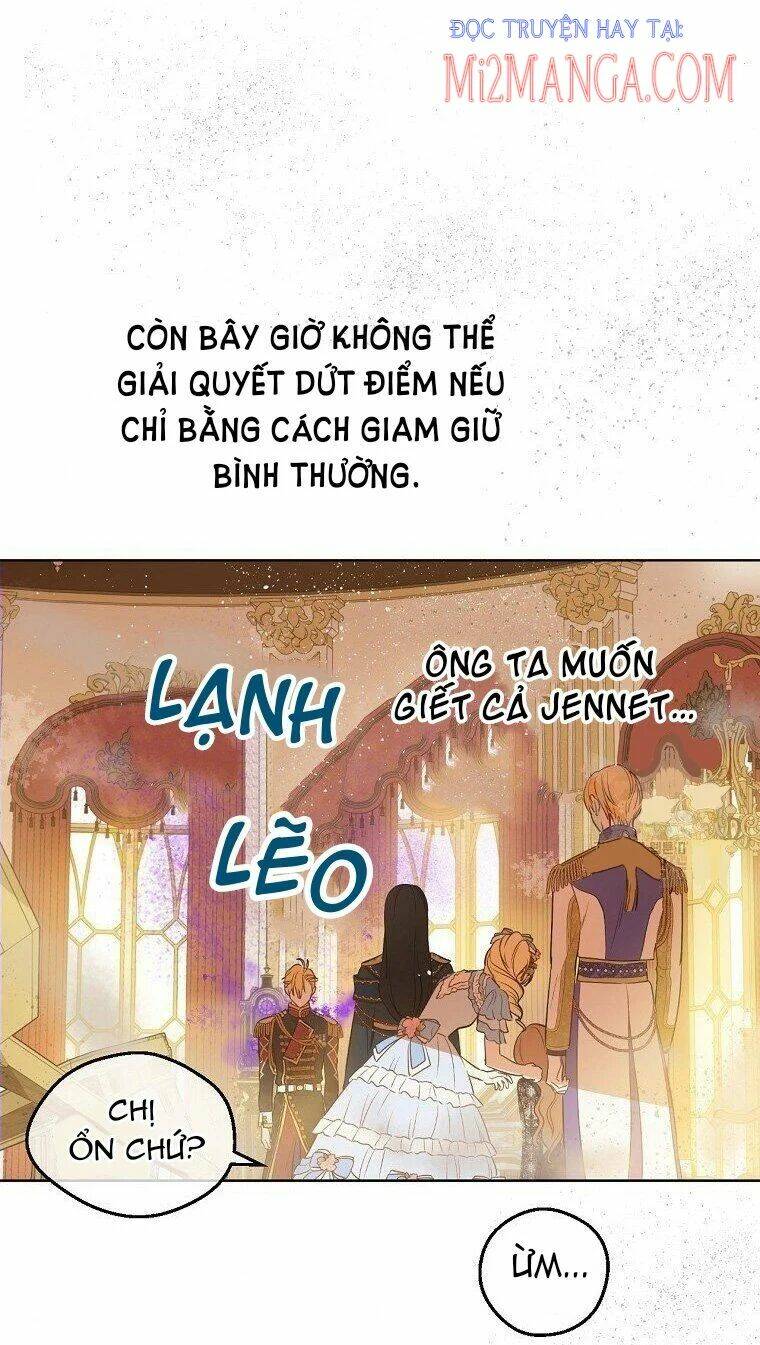 ĐỌC TRUYỆN HAY TẠI:
MI2MANGA.COM
CÒN BÂY GIỜ KHÔNG THỂ
GIẢI QUYẾT DỨT ĐIỂM NẾU
CHỈ BẰNG CÁCH GIAM GIỮ
BÌNH THƯỜNG.
LẠNH
LẼO
ÔNG TA MUỐN
GIẾT CẢ JENNET...
CHỊ
ỔN CHỨ?
ỪM...